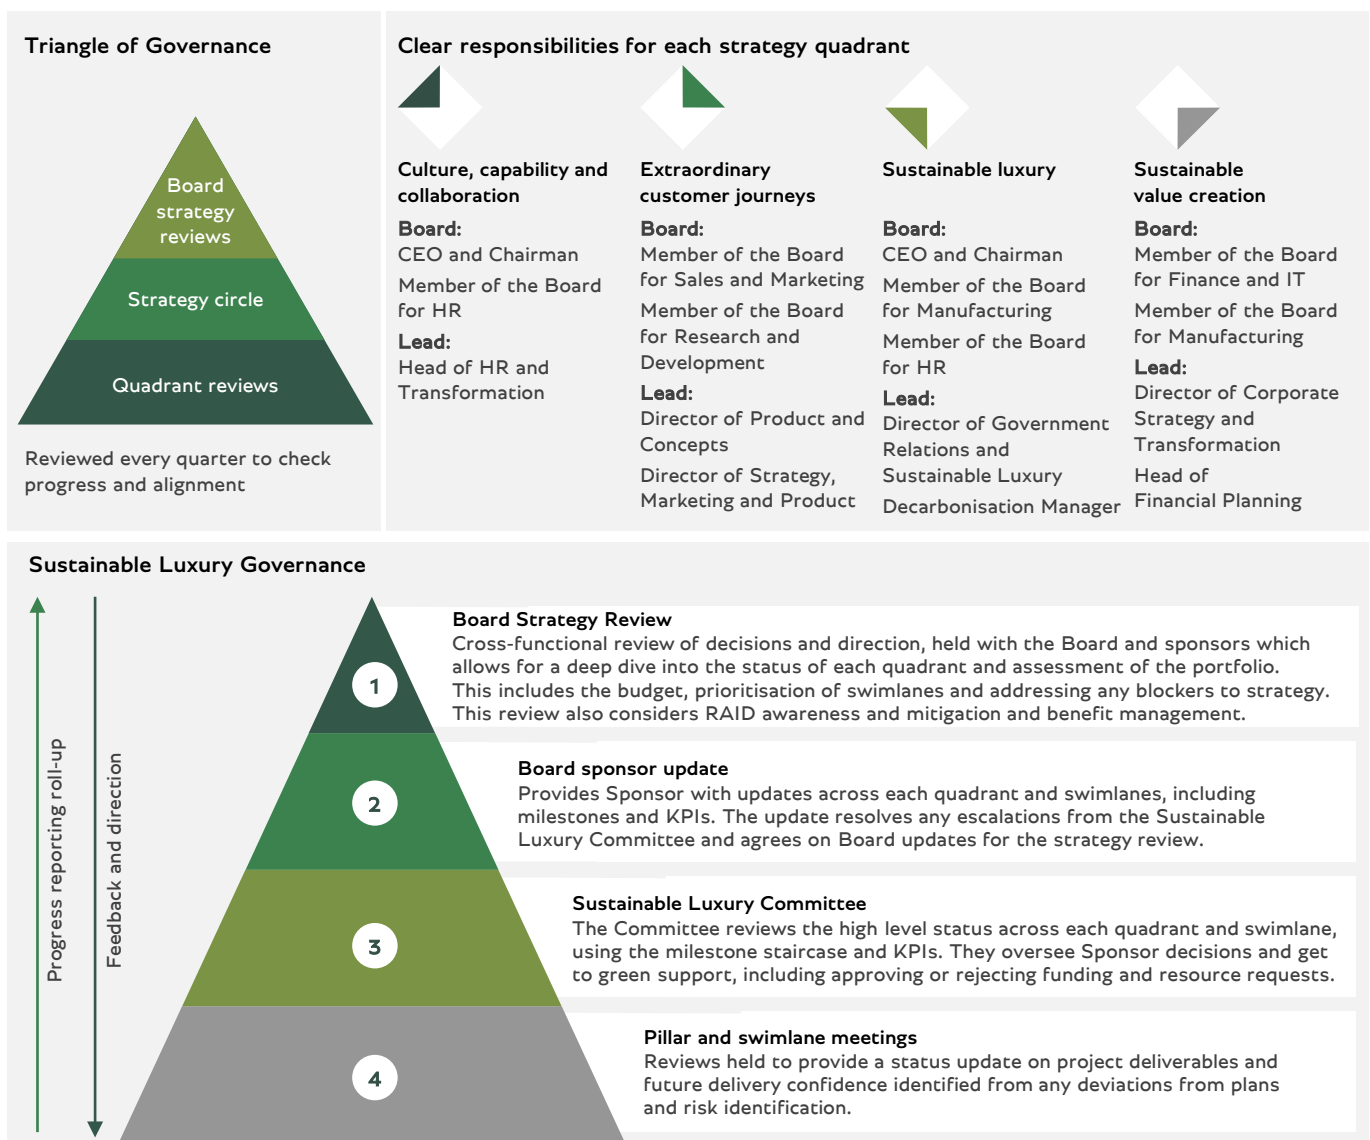 Triangle of Governance
Board
strategy
reviews
Strategy circle
Quadrant reviews
Reviewed every quarter to check
progress and alignment
Clear responsibilities for each strategy quadrant
Culture, capability and
collaboration
Board:
CEO and Chairman
Member of the Board
for HR
Lead:
Head of HR and
Transformation
Extraordinary
customer journeys
Board:
Member of the Board
for Sales and Marketing
Member of the Board
for Research and
Development
Lead:
Director of Product and
Concepts
Director of Strategy,
Marketing and Product
Sustainable luxury
Board:
CEO and Chairman
Member of the Board
for Manufacturing
Member of the Board
for HR
Lead:
Director of Government
Relations and
Sustainable Luxury
Decarbonisation Manager
Sustainable
value creation
Board:
Member of the Board
for Finance and IT
Member of the Board
for Manufacturing
Lead:
Director of Corporate
Strategy and
Transformation
Head of
Financial Planning
Sustainable Luxury Governance
Progress reporting roll-up
Feedback and direction
1
Board Strategy Review
Cross-functional review of decisions and direction, held with the Board and sponsors which
allows for a deep dive into the status of each quadrant and assessment of the portfolio.
This includes the budget, prioritisation of swimlanes and addressing any blockers to strategy.
This review also considers RAID awareness and mitigation and benefit management.
2
Board sponsor update
Provides Sponsor with updates across each quadrant and swimlanes, including
milestones and KPIs. The update resolves any escalations from the Sustainable
Luxury Committee and agrees on Board updates for the strategy review.
3
Sustainable Luxury Committee
The Committee reviews the high level status across each quadrant and swimlane,
using the milestone staircase and KPIs. They oversee Sponsor decisions and get
to green support, including approving or rejecting funding and resource requests.
4
Pillar and swimlane meetings
Reviews held to provide a status update on project deliverables and
future delivery confidence identified from any deviations from plans
and risk identification.